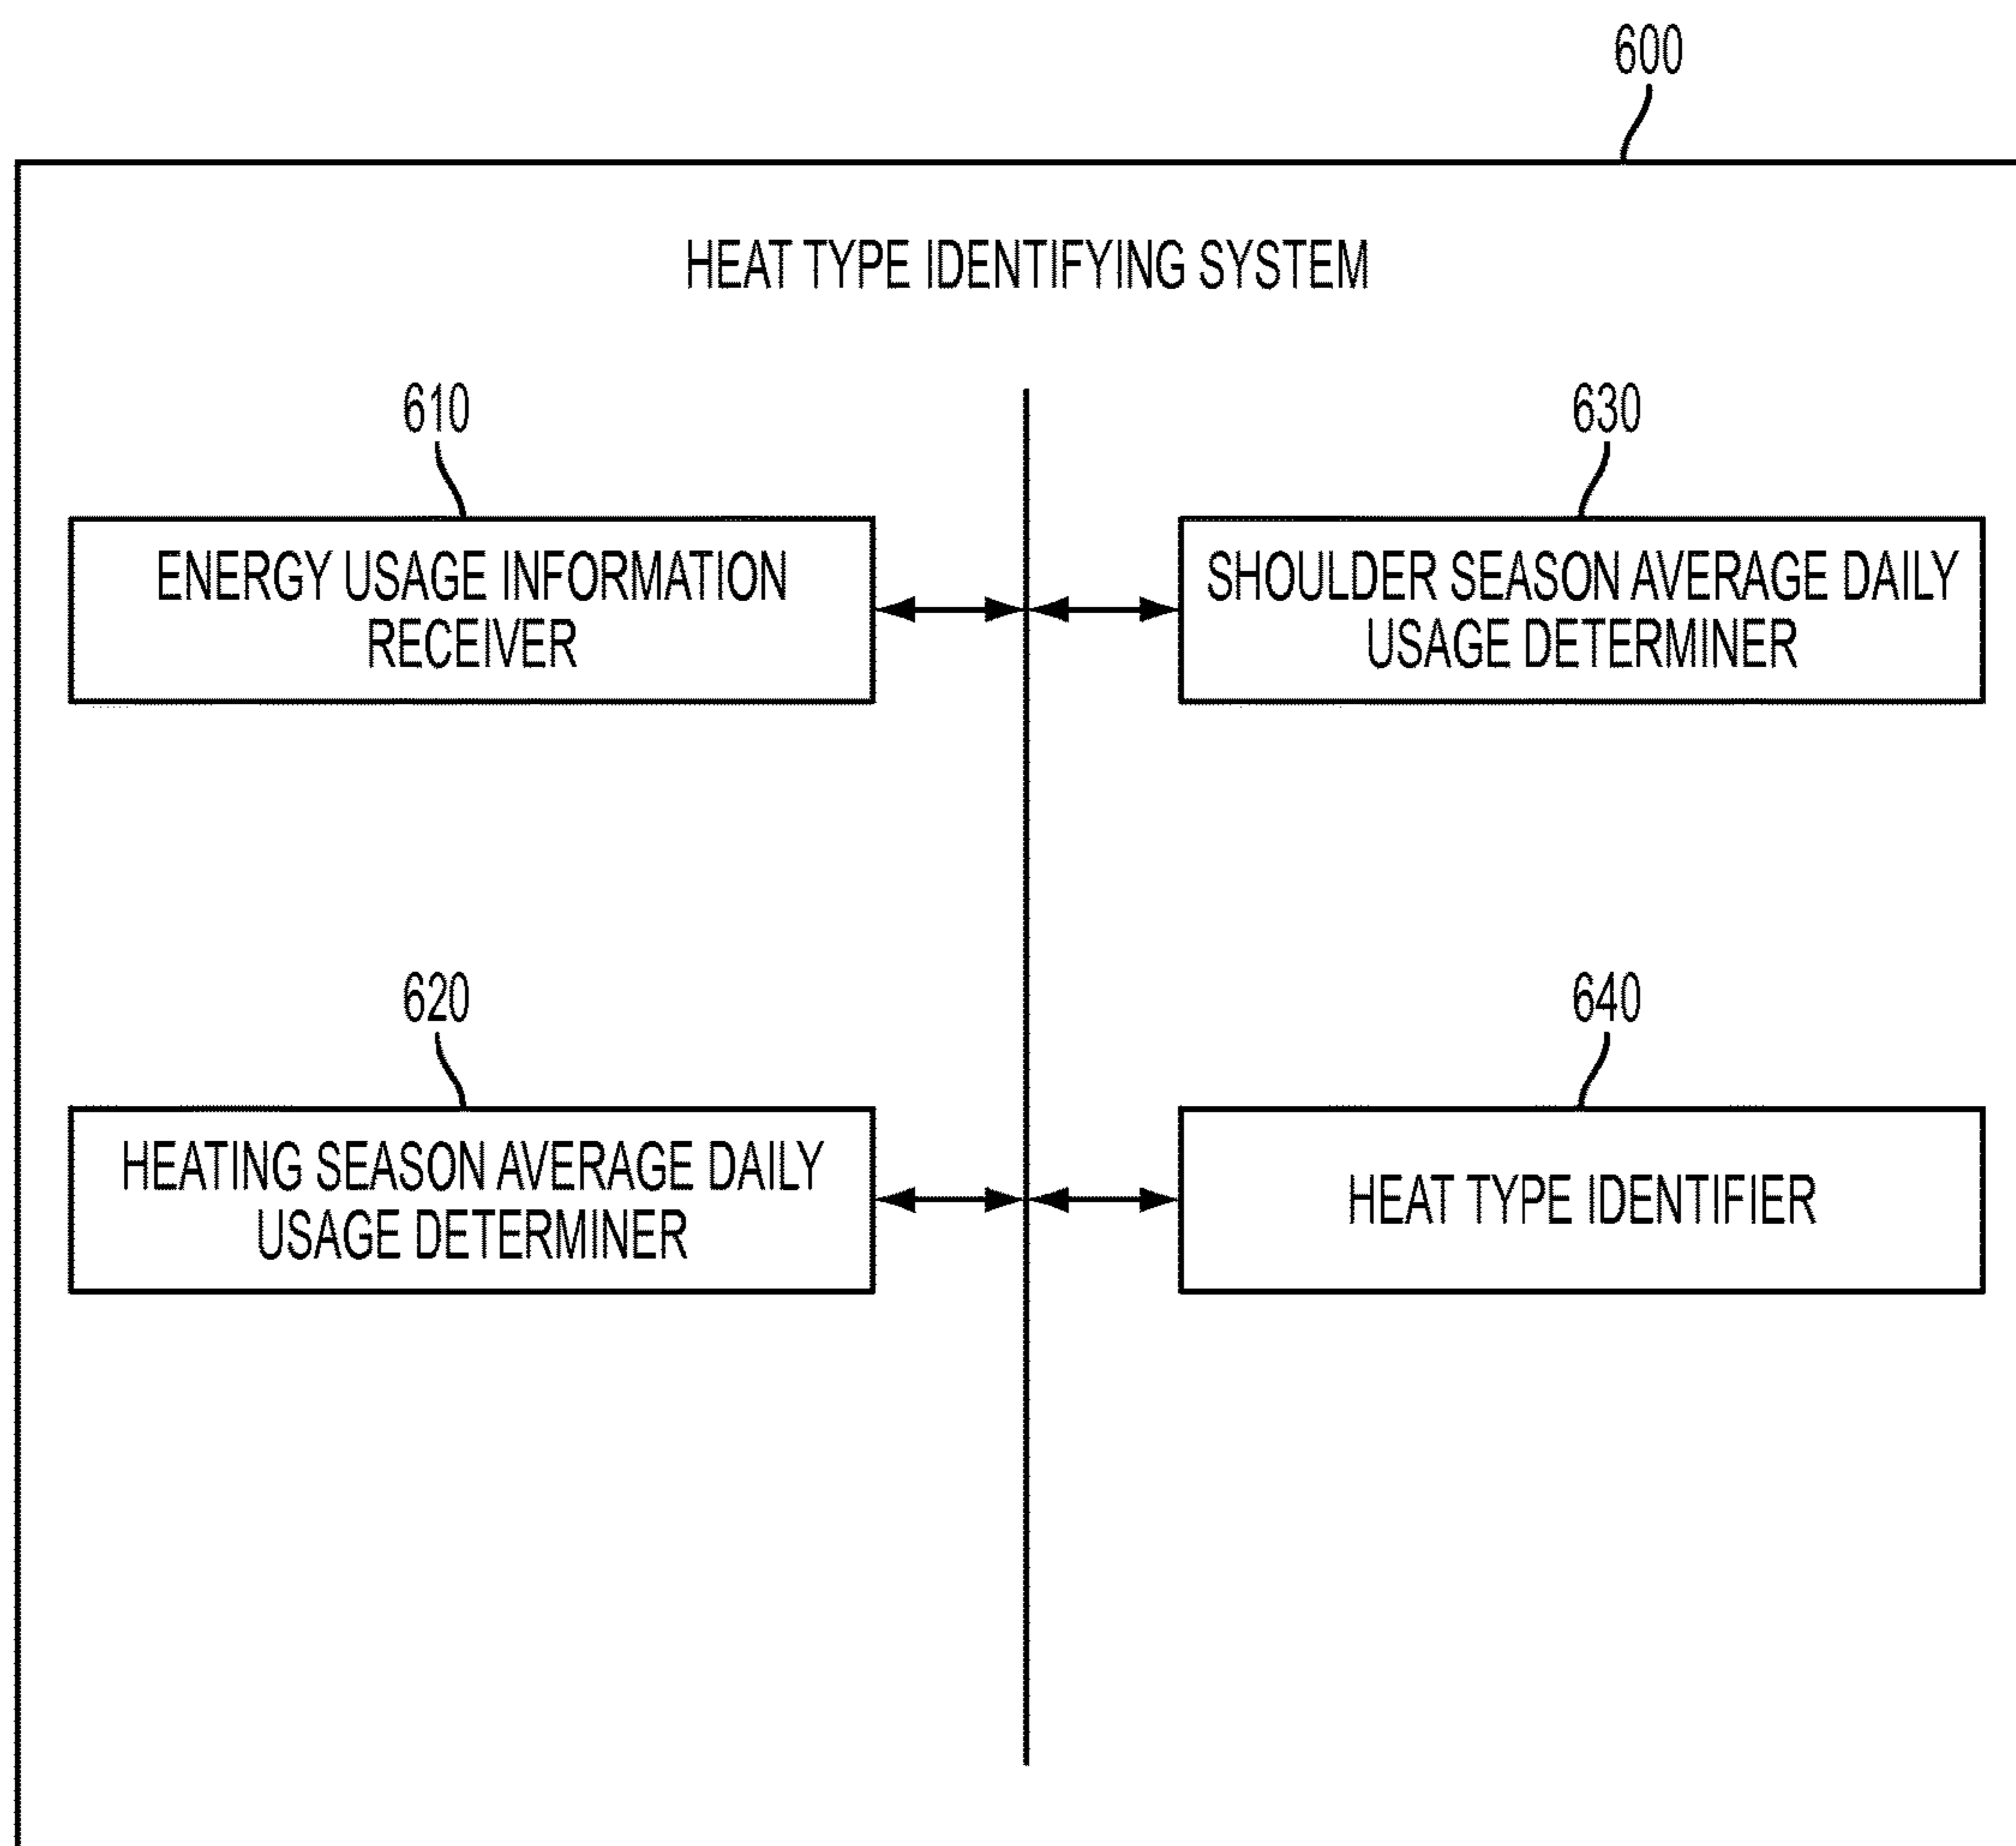 600
HEAT TYPE IDENTIFYING SYSTEM
610
630
ENERGY USAGE INFORMATION
RECEIVER
SHOULDER SEASON AVERAGE DAILY
USAGE DETERMINER
620
640
HEATING SEASON AVERAGE DAILY
USAGE DETERMINER
HEAT TYPE IDENTIFIER